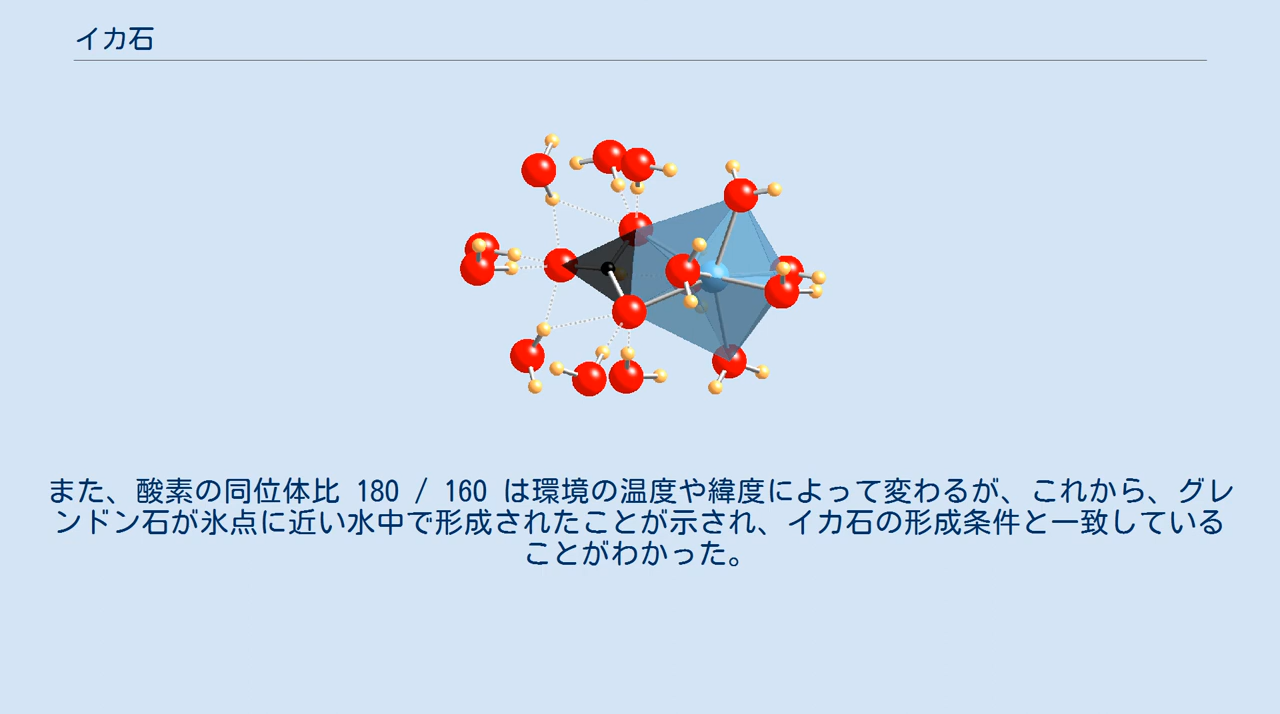 イカ石
また、酸素の同位体比 180 / 160 は環境の温度や緯度によって変わるが、これから、グレ
ンドン石が氷点に近い水中で形成されたことが示され、イカ石の形成条件と一致している
ことがわかった。